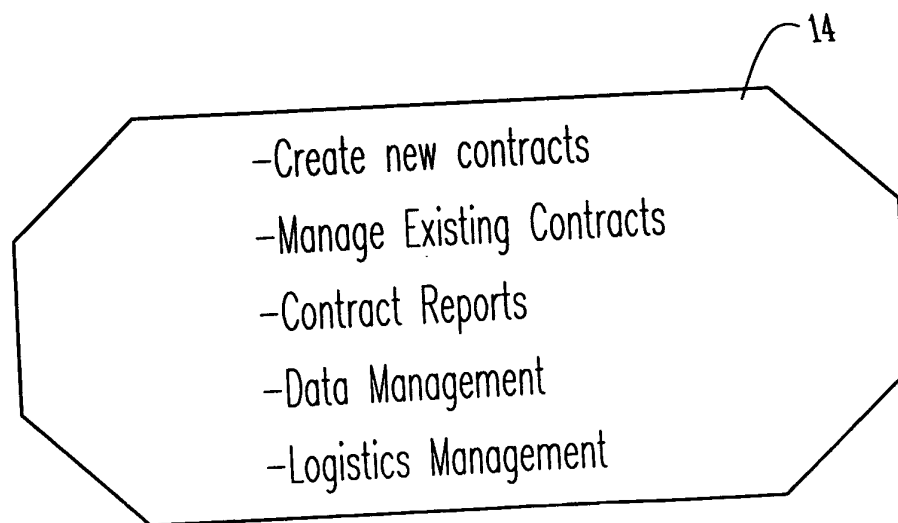 14
-Create new contracts
-Manage Existing Contracts
-Contract Reports
-Data Management
-Logistics Management